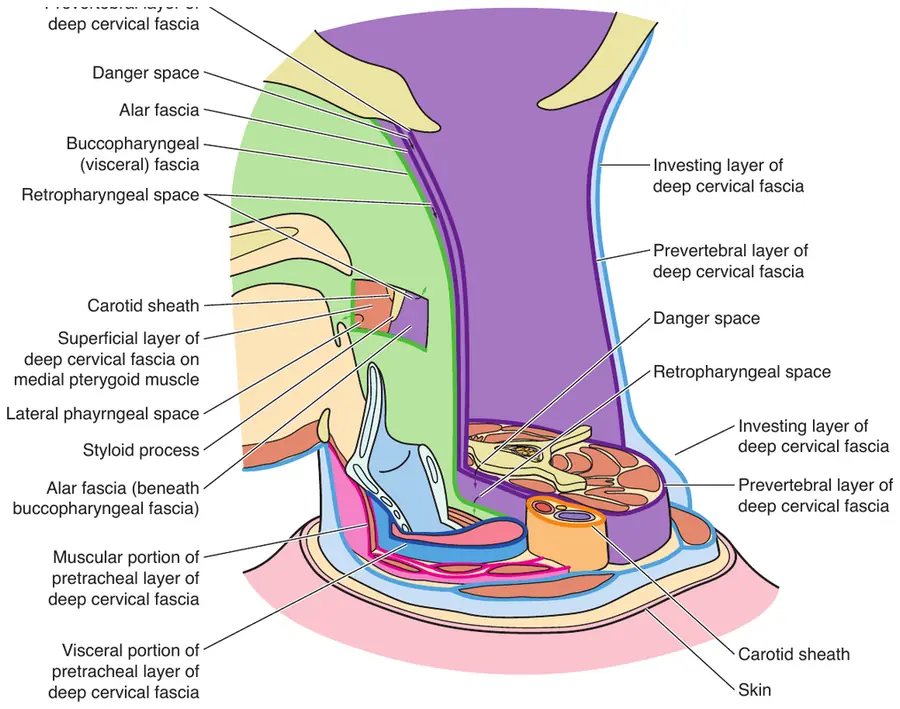 Prevertebral layer of
deep cervical fascia
Danger space
Alar fascia
Buccopharyngeal
(visceral) fascia
Retropharyngeal space
Carotid sheath
Superficial layer of
deep cervical fascia on
medial pterygoid muscle
Lateral phayrngeal space
Styloid process
Alar fascia (beneath
buccopharyngeal fascia)
Muscular portion of
pretracheal layer of
deep cervical fascia
Visceral portion of
pretracheal layer of
deep cervical fascia
Investing layer of
deep cervical fascia
Prevertebral layer of
deep cervical fascia
Danger space
Retropharyngeal space
Investing layer of
deep cervical fascia
Prevertebral layer of
deep cervical fascia
Carotid sheath
Skin